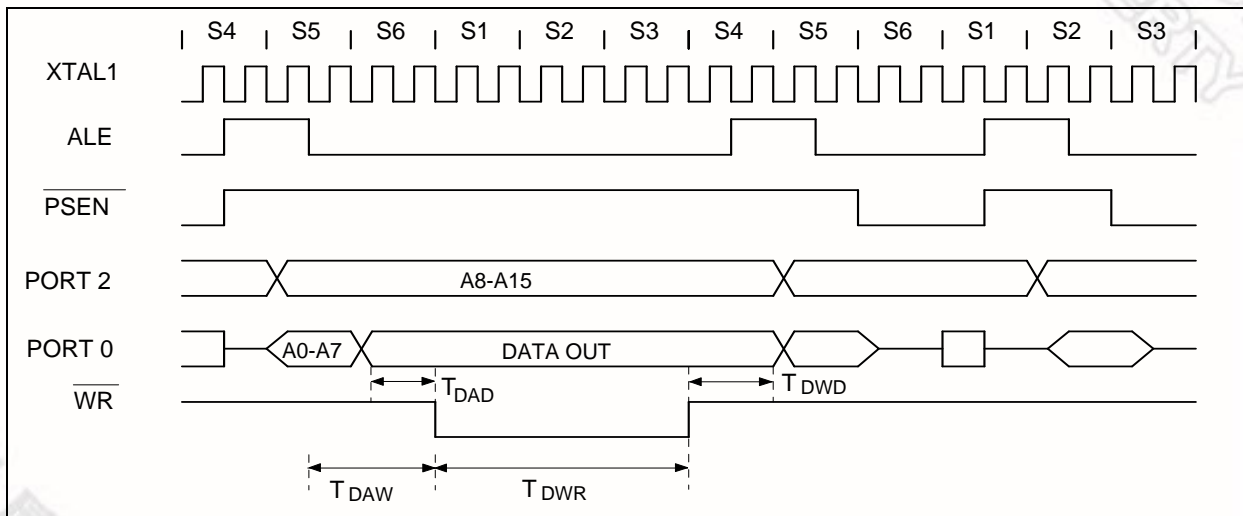 S4 S5 S6 S1 S2 S3 S4 S5 S6 S1 S2 S3
XTAL1
ALE
PSEN
PORT 2
A8-A15
PORT 0
A0-A7
DATA OUT
WR
TDAD
TDWD
TDAW
TDWR